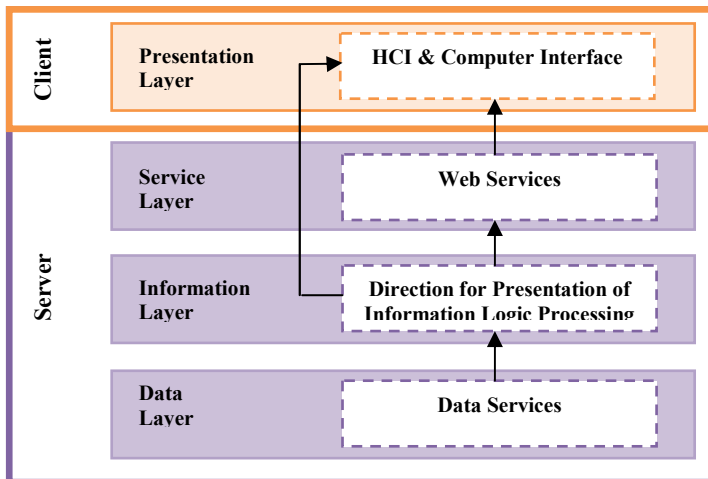 Client
Presentation
Layer
HCI & Computer Interface
Server
Service
Layer
Web Services
Information
Layer
Direction for Presentation of
Information Logic Processing
Data
Layer
Data Services